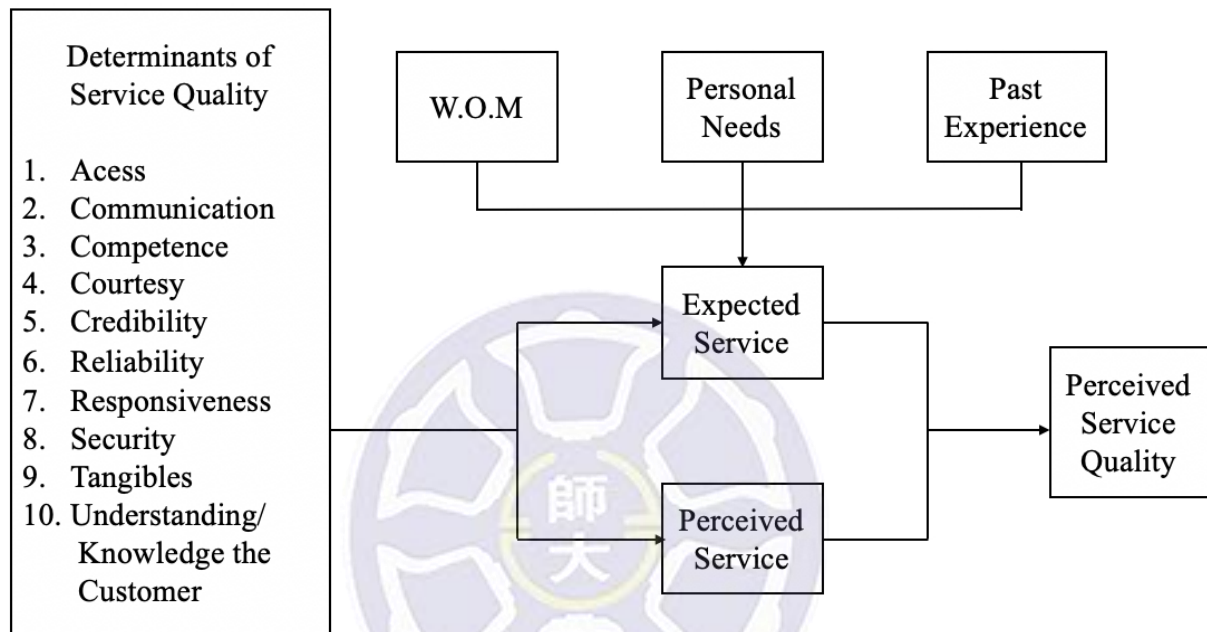 Determinants of
Service Quality
1. Acess
2. Communication
3. Competence
4. Courtesy
5. Credibility
6. Reliability
7. Responsiveness
8. Security
9. Tangibles
10. Understanding/
Knowledge the
Customer
W.O.M
Personal
Needs
Past
Experience
Expected
Service
Perceived
Service
Perceived
Service
Quality
師
大